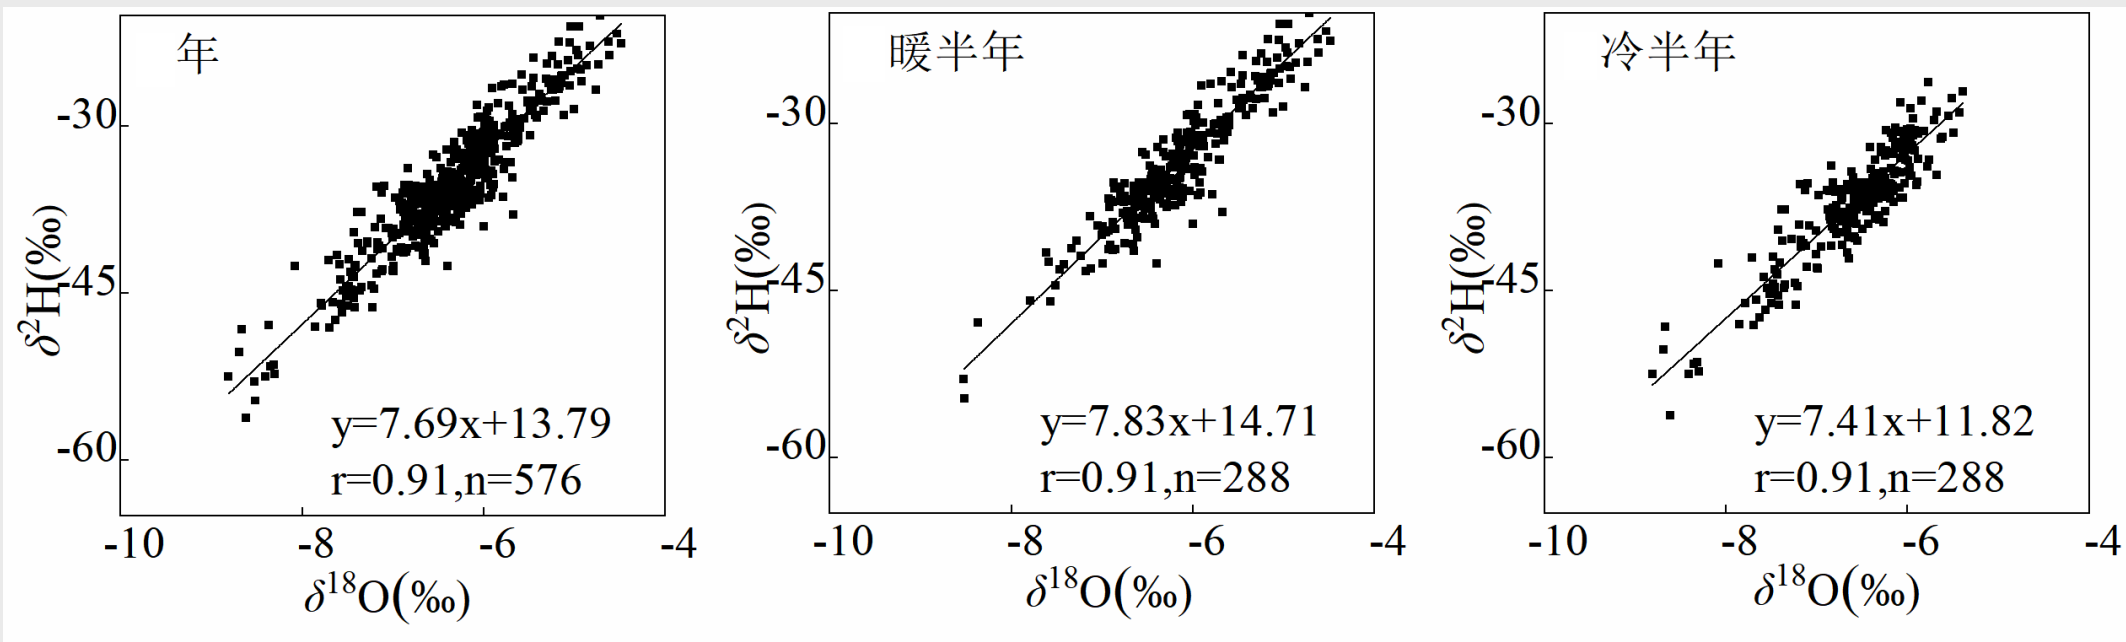 年
-30
-45
-60
δ²H(‰)
y=7.69x+13.79
r=0.91,n=576
-10 -8 -6 -4
δ¹⁸O(‰)
暖半年
-30
-45
-60
δ²H(‰)
y=7.83x+14.71
r=0.91,n=288
-10 -8 -6 -4
δ¹⁸O(‰)
冷半年
-30
-45
-60
δ²H(‰)
y=7.41x+11.82
r=0.91,n=288
-10 -8 -6 -4
δ¹⁸O(‰)